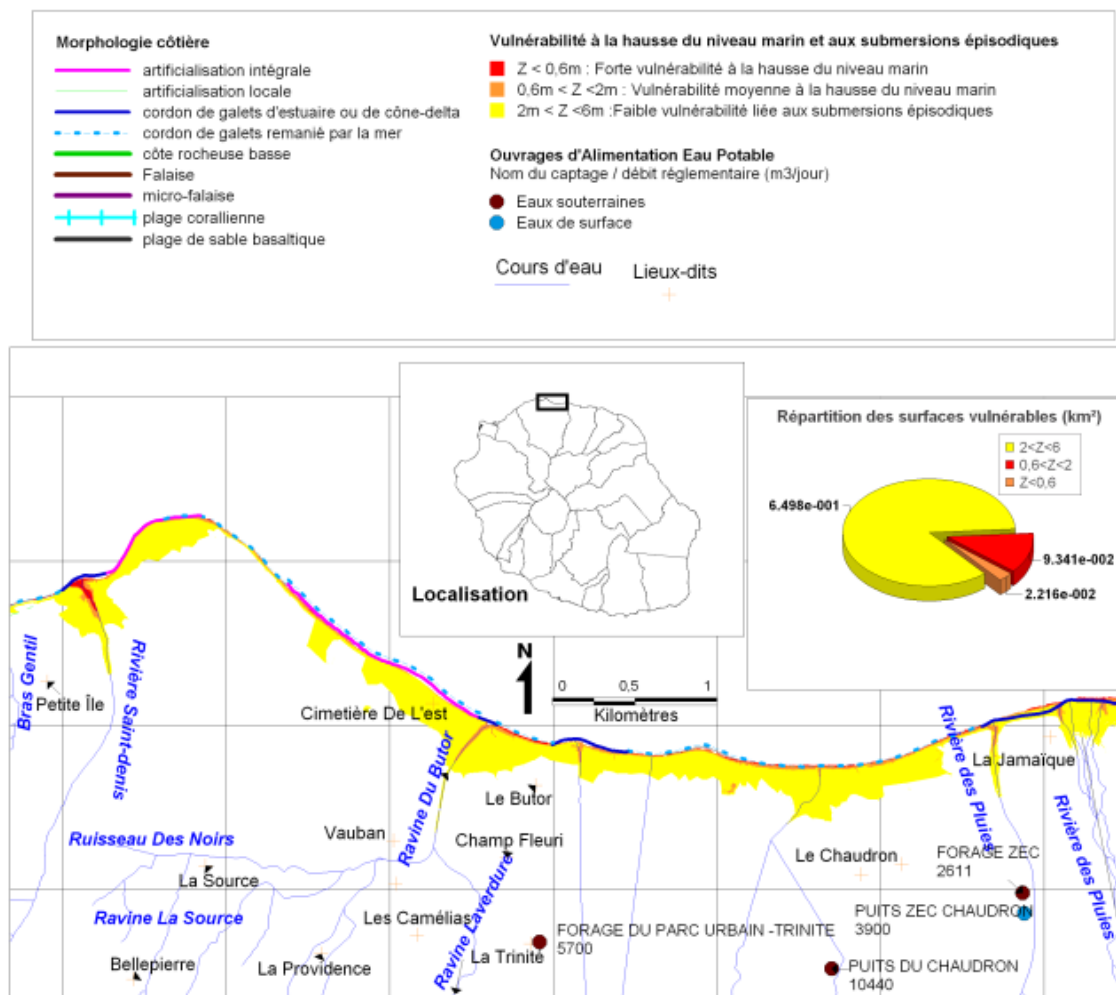 Morphologie côtière
artificialisation intégrale
artificialisation locale
cordon de galets d'estuaire ou de cône-delta
cordon de galets remanié par la mer
côte rocheuse basse
Falaise
micro-falaise
plage corallienne
plage de sable basaltique
Vulnérabilité à la hausse du niveau marin et aux submersions épisodiques
Z < 0,6m : Forte vulnérabilité à la hausse du niveau marin
0,6m < Z <2m : Vulnérabilité moyenne à la hausse du niveau marin
2m < Z <6m :Faible vulnérabilité liée aux submersions épisodiques
Ouvrages d'Alimentation Eau Potable
Nom du captage / débit réglementaire (m3/jour)
Eaux souterraines
Eaux de surface
Cours d'eau
Lieux-dits
Localisation
Répartition des surfaces vulnérables (km²)
2<Z<6
0,6<Z<2
Z<0,6
6.498e-001
9.341e-002
2.216e-002
N
0 0,5 1
Kilomètres
Bras Gentil
Petite Île
Rivière Saint-denis
Cimetière De L'est
Ravine Du Butor
Le Butor
Vauban
Champ Fleuri
Ruisseau Des Noirs
La Source
Ravine La Source
Les Camélias
Ravine Laverdure
Bellepierre
La Providence
La Trinité
FORAGE DU PARC URBAIN -TRINITE
5700
Le Chaudron
Rivière des Pluies
La Jamaïque
Rivière des Pluies
FORAGE ZEC
2611
PUITS ZEC CHAUDRON
3900
PUITS DU CHAUDRON
10440